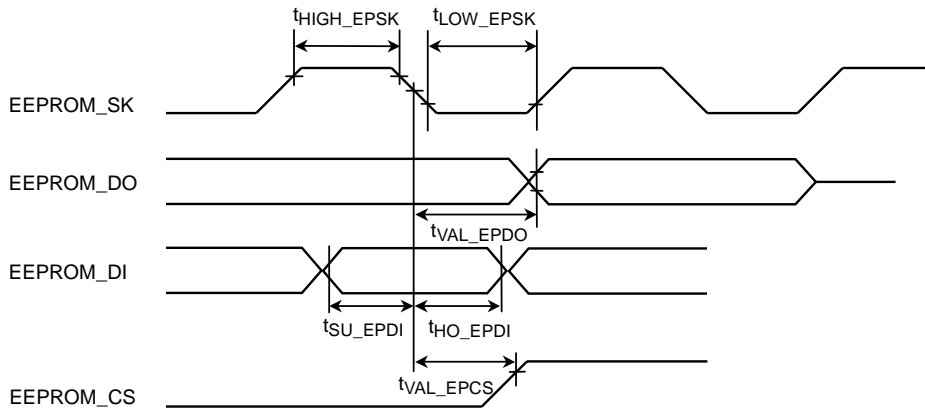 tHIGH_EPSK tLOW_EPSK
EEPROM_SK
EEPROM_DO
tVAL_EPDO
EEPROM_DI
tSU_EPDI tHO_EPDI
tVAL_EPCS
EEPROM_CS